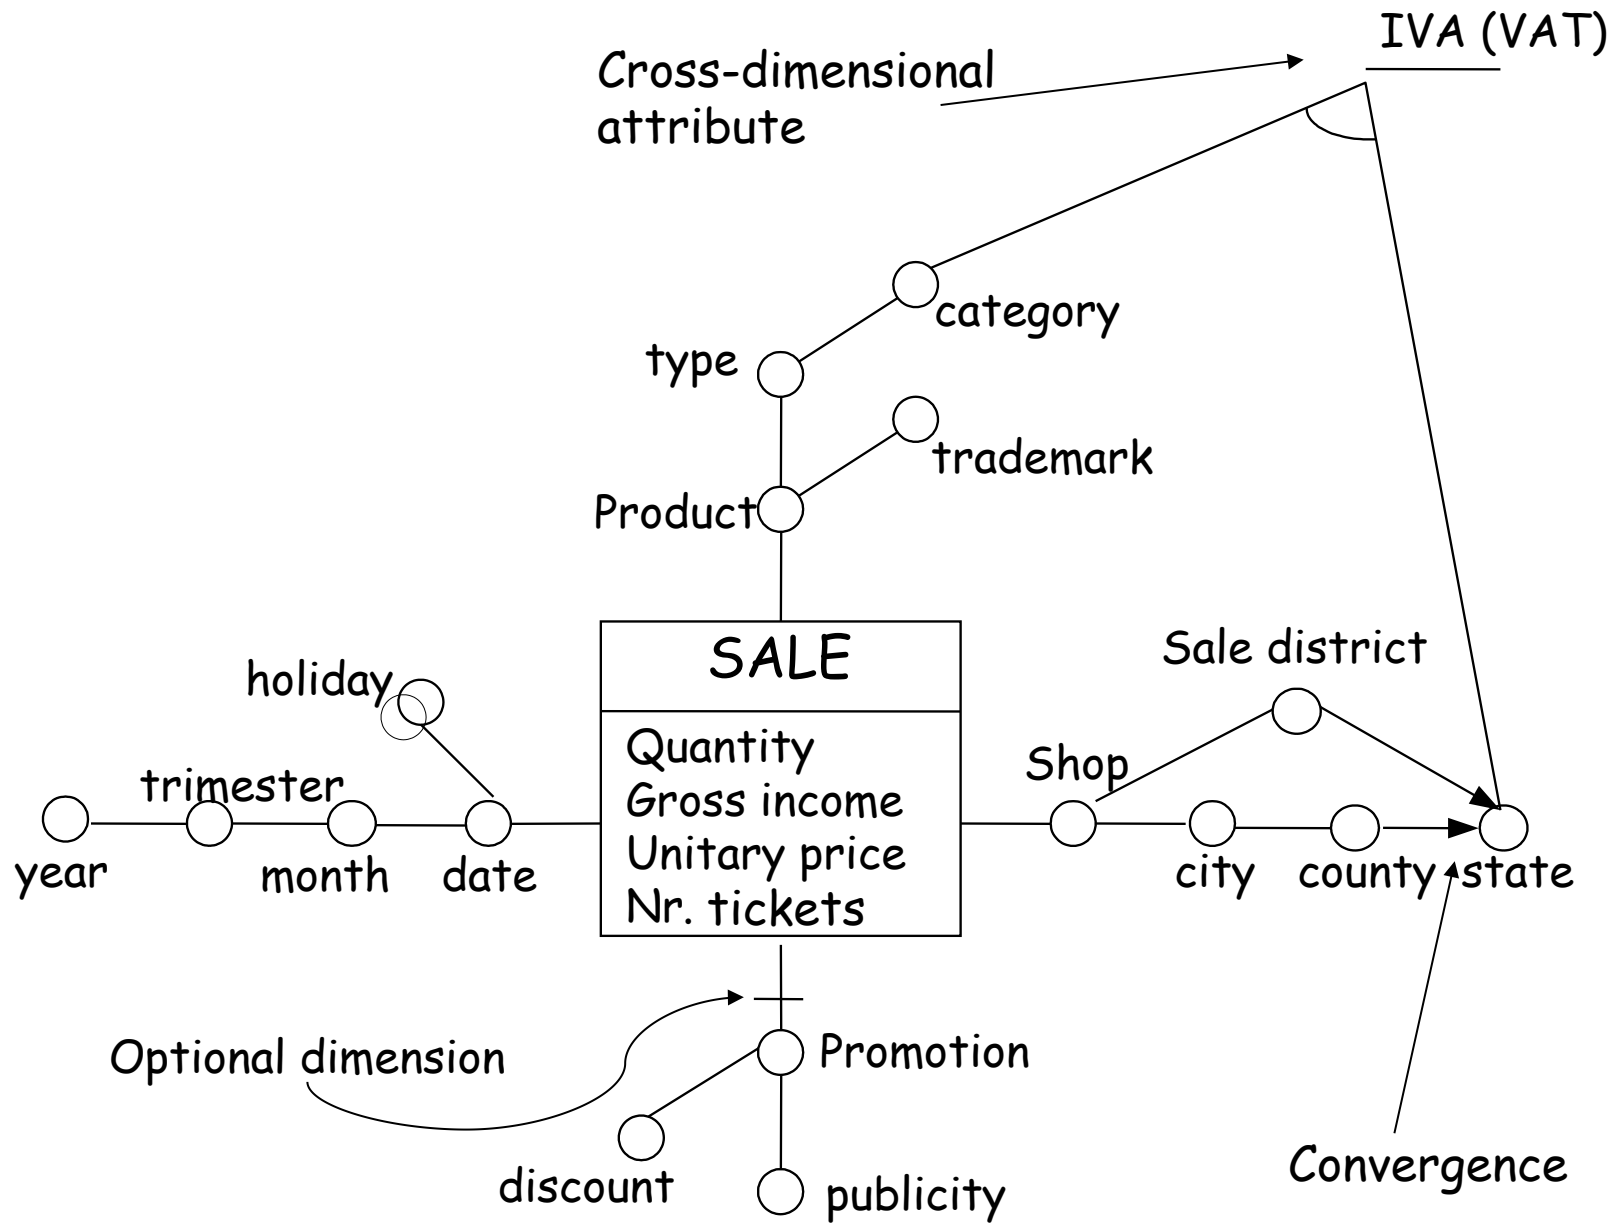 IVA (VAT)
Cross-dimensional
attribute
category
type
trademark
Product
SALE
Sale district
holiday
Quantity
Shop
trimester
Gross income
Unitary price
year
month
date
city
county
state
Nr. tickets
Optional dimension
Promotion
Convergence
discount
publicity